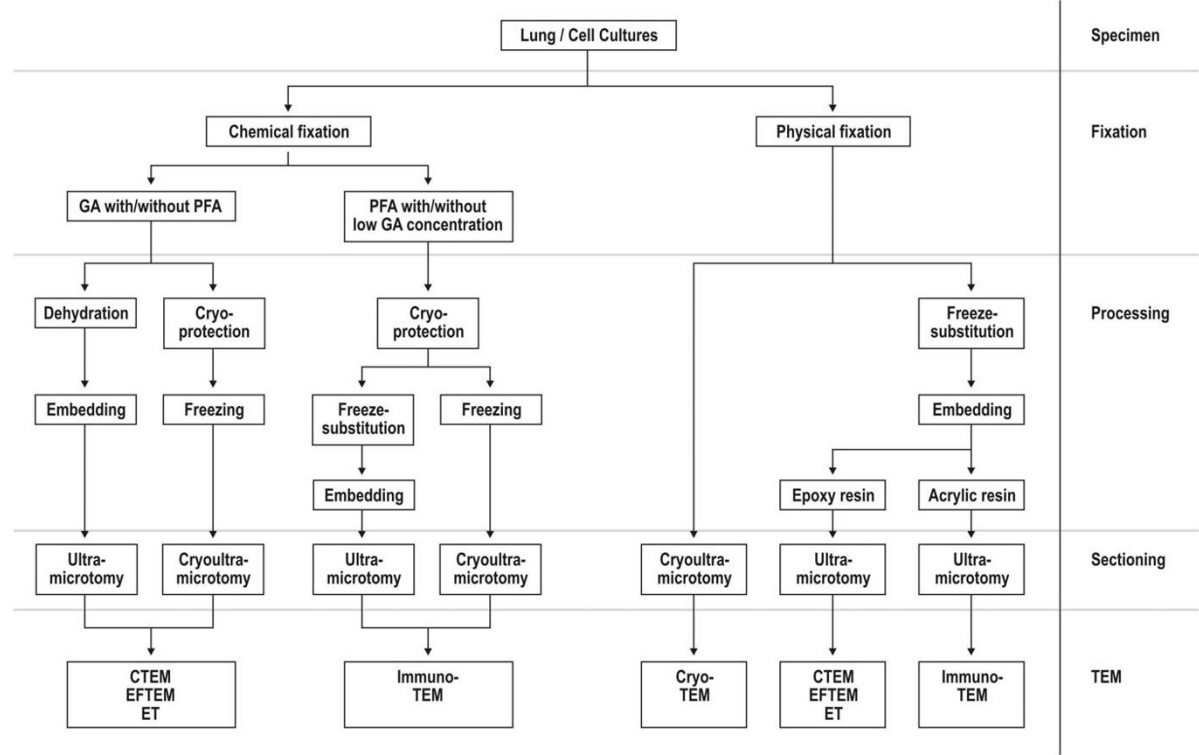 Lung / Cell Cultures
Specimen
Chemical fixation
Physical fixation
Fixation
GA with/without PFA
PFA with/without
low GA concentration
Dehydration
Cryo-
protection
Cryo-
protection
Freeze-
substitution
Processing
Embedding
Freezing
Freeze-
substitution
Freezing
Embedding
Embedding
Epoxy resin
Acrylic resin
Ultra-
microtomy
Cryoultra-
microtomy
Ultra-
microtomy
Cryoultra-
microtomy
Cryoultra-
microtomy
Ultra-
microtomy
Ultra-
microtomy
Sectioning
CTEM
EFTEM
ET
Immuno-
TEM
Cryo-
TEM
CTEM
EFTEM
ET
Immuno-
TEM
TEM